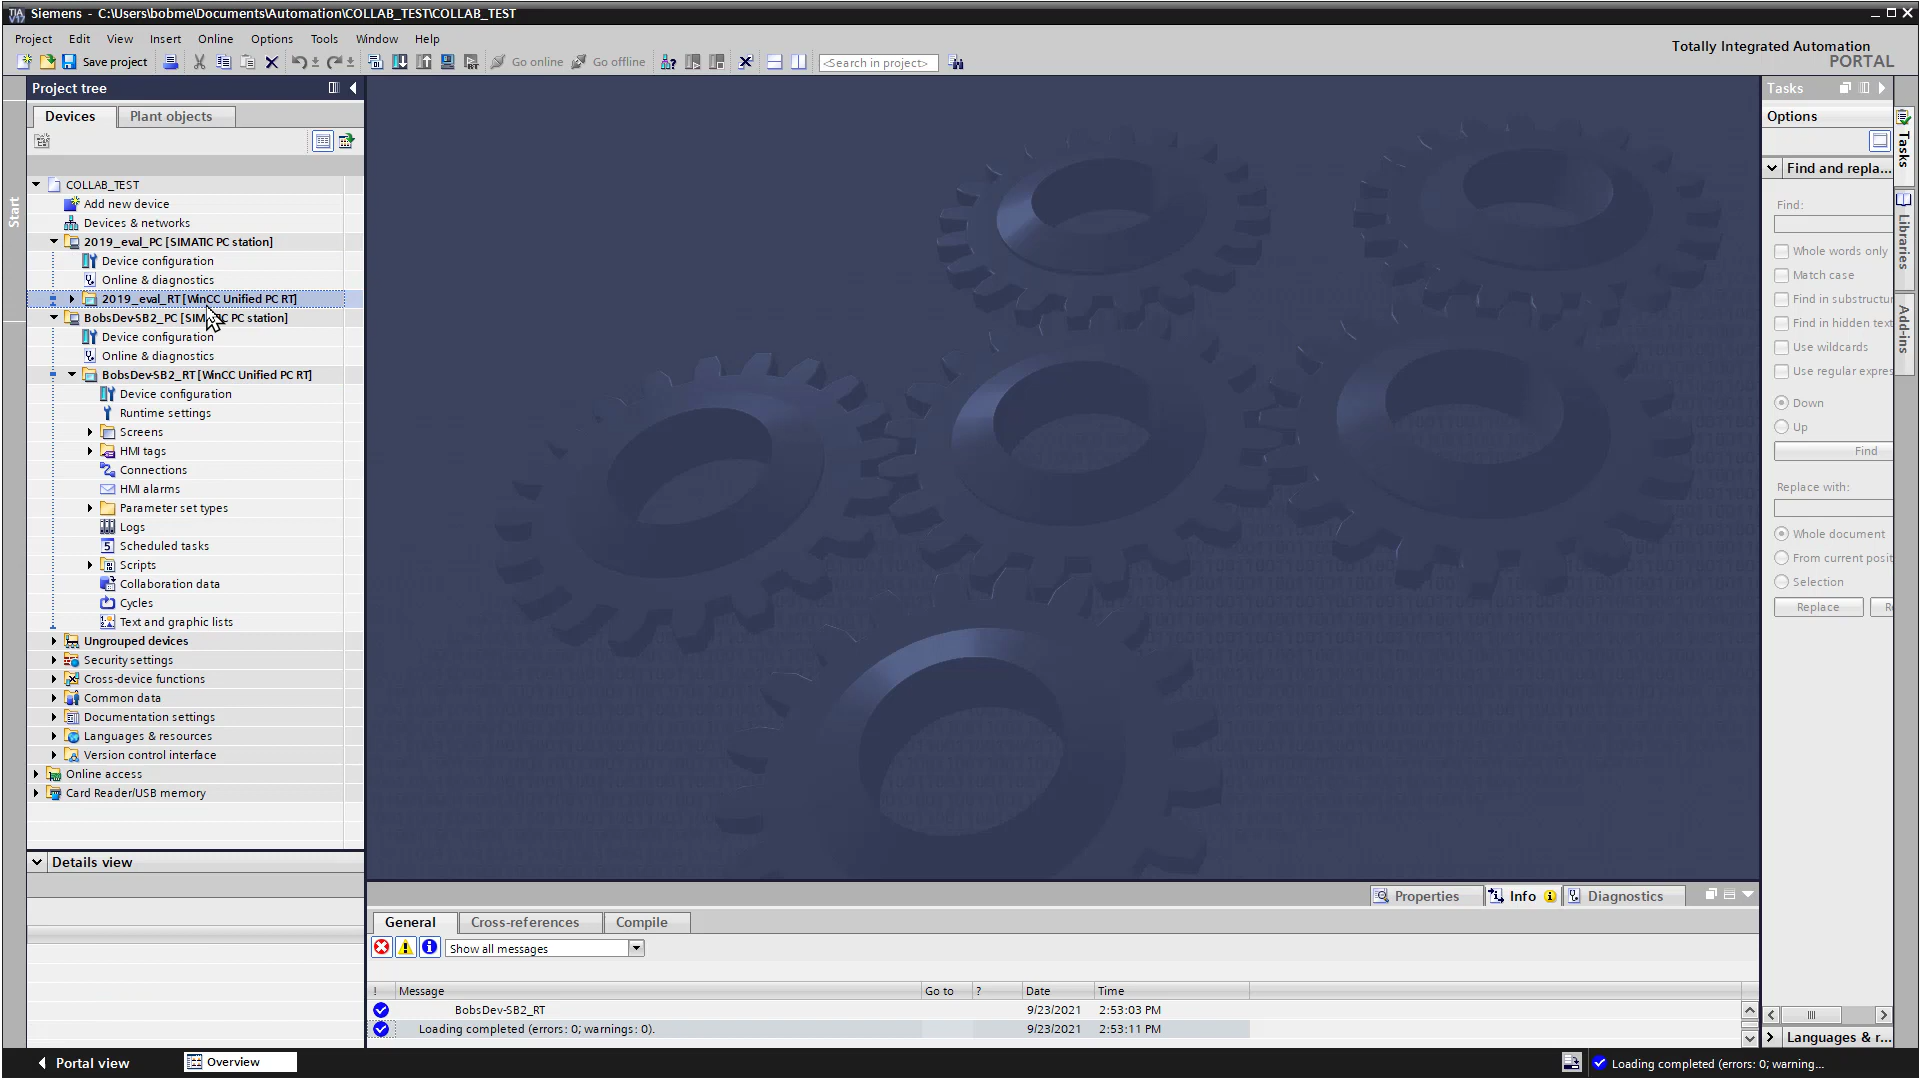 Siemens - C:\Users\bobme\Documents\Automation\COLLAB_TEST\COLLAB_TEST
Project Edit View Insert Online Options Tools Window Help
Totally Integrated Automation
PORTAL
Save project
Go online
Go offline
<Search in project>
Project tree
Devices
Plant objects
Start
COLLAB_TEST
Add new device
Devices & networks
2019_eval_PC [SIMATIC PC station]
Device configuration
Online & diagnostics
2019_eval_RT [WinCC Unified PC RT]
BobsDev-SB2_PC [SIMATIC PC station]
Device configuration
Online & diagnostics
BobsDev-SB2_RT [WinCC Unified PC RT]
Device configuration
Runtime settings
Screens
HMI tags
Connections
HMI alarms
Parameter set types
Logs
Scheduled tasks
Scripts
Collaboration data
Cycles
Text and graphic lists
Ungrouped devices
Security settings
Cross-device functions
Common data
Documentation settings
Languages & resources
Version control interface
Online access
Card Reader/USB memory
Details view
Properties
Info
Diagnostics
General
Cross-references
Compile
Show all messages
! Message Go to ? Date Time
BobsDev-SB2_RT 9/23/2021 2:53:03 PM
Loading completed (errors: 0; warnings: 0). 9/23/2021 2:53:11 PM
Tasks
Options
Find and repla...
Find:
Whole words only
Match case
Find in substructu
Find in hidden text
Use wildcards
Use regular expres
Down
Up
Find
Replace with:
Whole document
From current posit
Selection
Replace
Languages & r...
Tasks
Libraries
Add-ins
Portal view
Overview
Loading completed (errors: 0; warning...